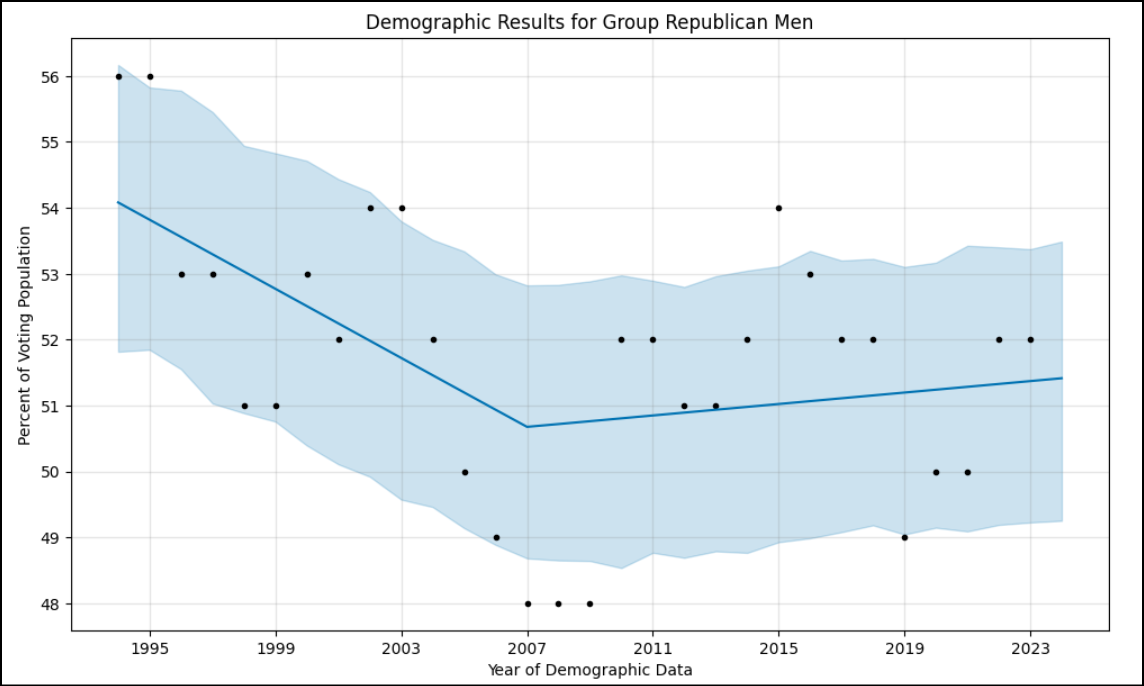 Demographic Results for Group Republican Men
Percent of Voting Population
56
55
54
53
52
51
50
49
48
1995 1999 2003 2007 2011 2015 2019 2023
Year of Demographic Data